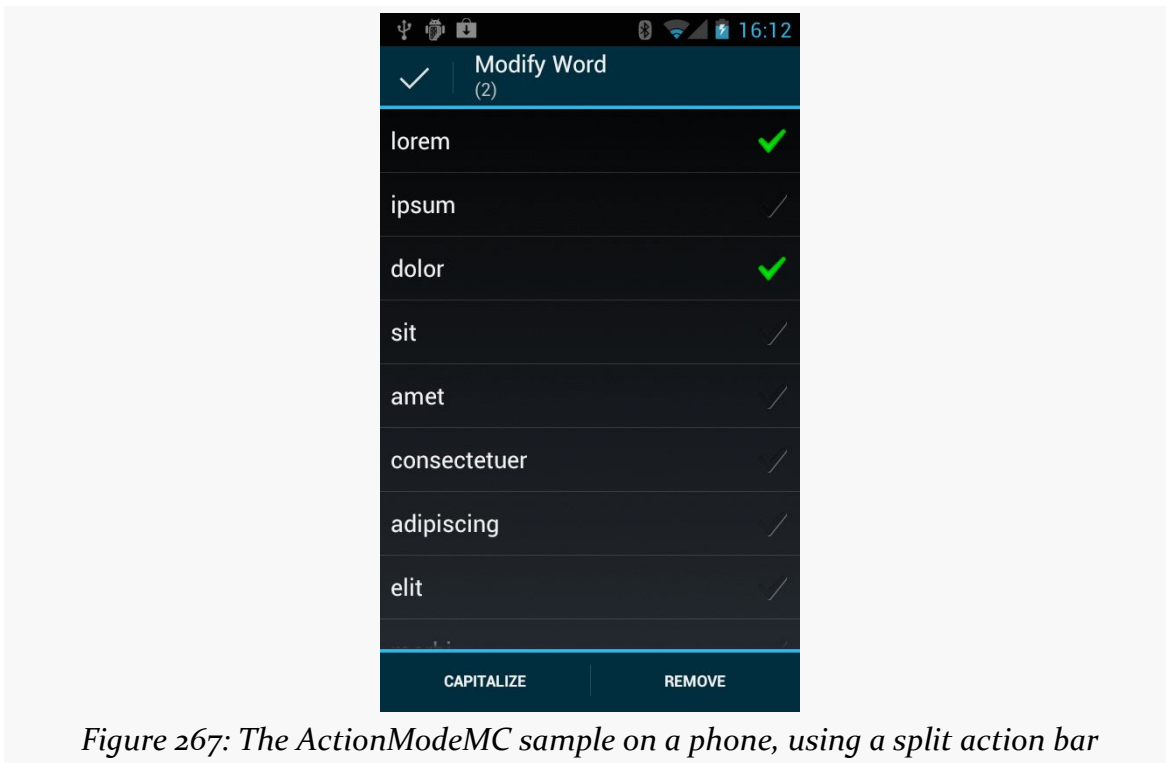 16:12
Modify Word
(2)
lorem
ipsum
dolor
sit
amet
consectetuer
adipiscing
elit
CAPITALIZE REMOVE
Figure 267: The ActionModeMC sample on a phone, using a split action bar